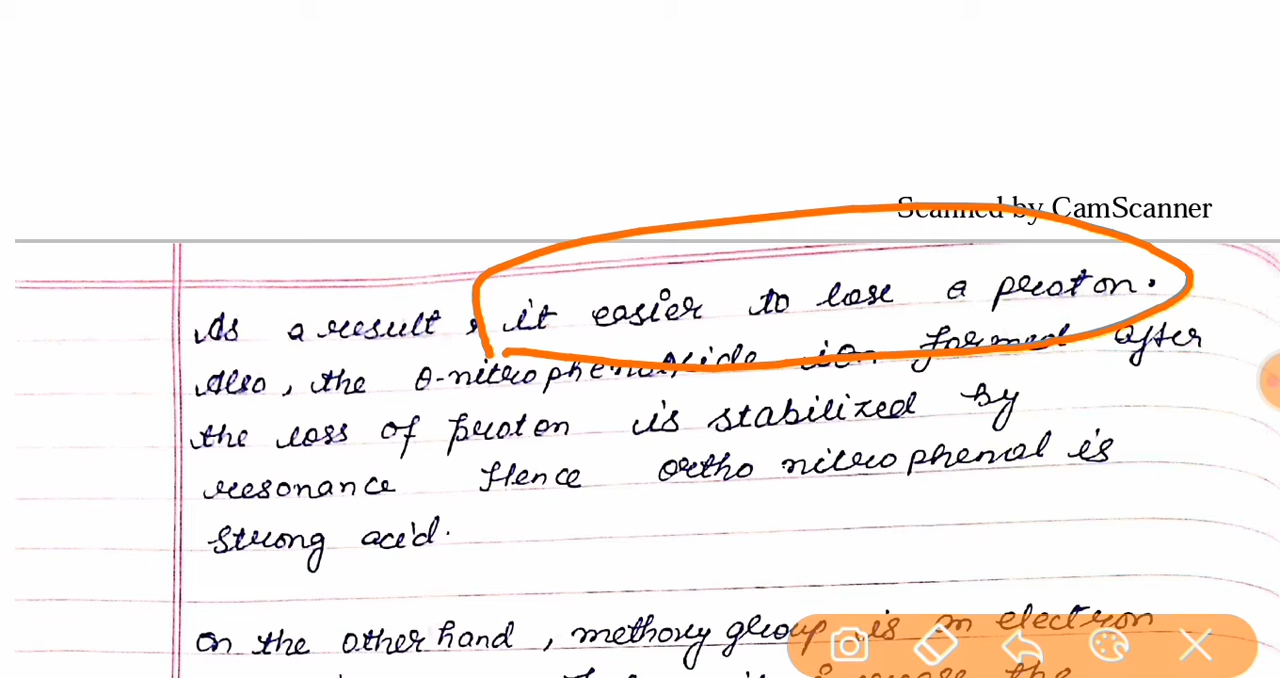 Scanned by CamScanner
As a result, it easier to lose a proton.
Also, the o-nitrophenoxide ion formed after
the loss of proton is stabilized by
resonance Hence ortho nitrophenol is
strong acid.
on the other hand, methoxy group is an electron
the